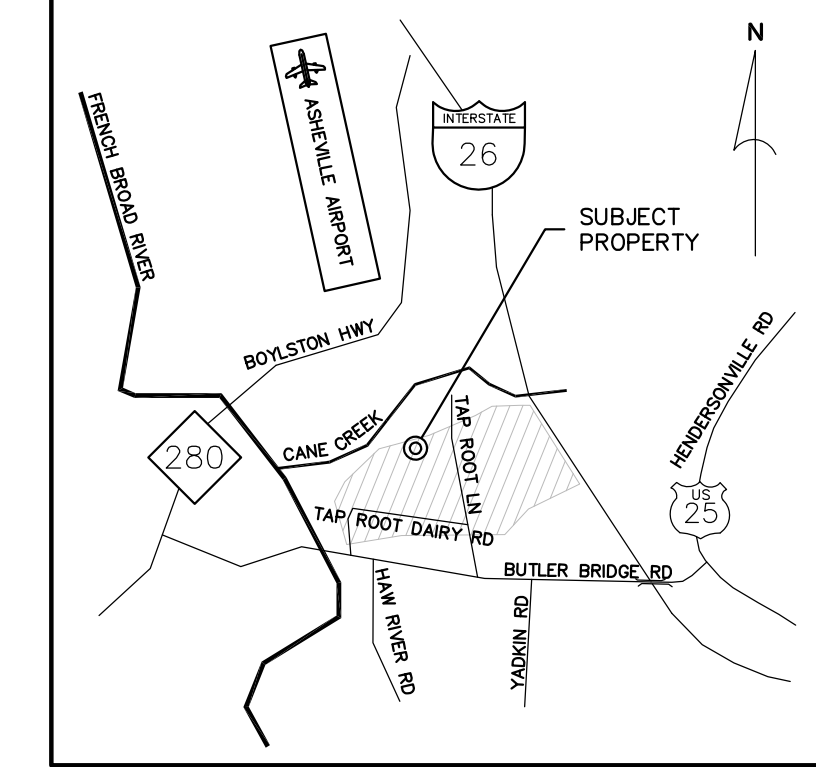 N
INTERSTATE
26
ASHEVILLE AIRPORT
FRENCH BROAD RIVER
SUBJECT
PROPERTY
BOYLSTON HWY
HENDERSONVILLE RD
CANE CREEK
280
TAP ROOT LN
US
25
TAP ROOT DAIRY RD
BUTLER BRIDGE RD
HAW RIVER RD
YADKIN RD